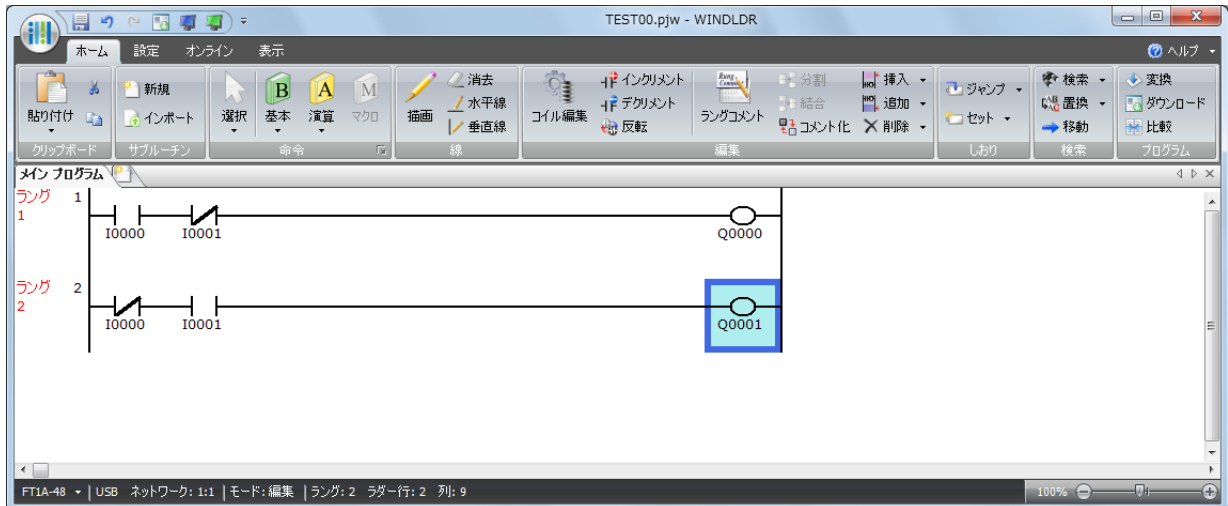 TEST00.pjw - WINDLDR
ホーム 設定 オンライン 表示 ヘルプ
貼り付け 新規 インポート 選択 B 基本 A 演算 M マクロ 描画 消去 水平線 垂直線 コイル編集 インクリメント デクリメント 反転 Rung Comment ラングコメント 分割 結合 コメント化 挿入 追加 削除 ジャンプ セット 検索 置換 移動 変換 ダウンロード 比較
クリップボード サブルーチン 命令 線 編集 しおり 検索 プログラム
メイン プログラム
ラング 1
1
I0000 I0001 Q0000
ラング 2
2
I0000 I0001 Q0001
FT1A-48 USB ネットワーク: 1:1 モード: 編集 ラング: 2 ラダー行: 2 列: 9 100%